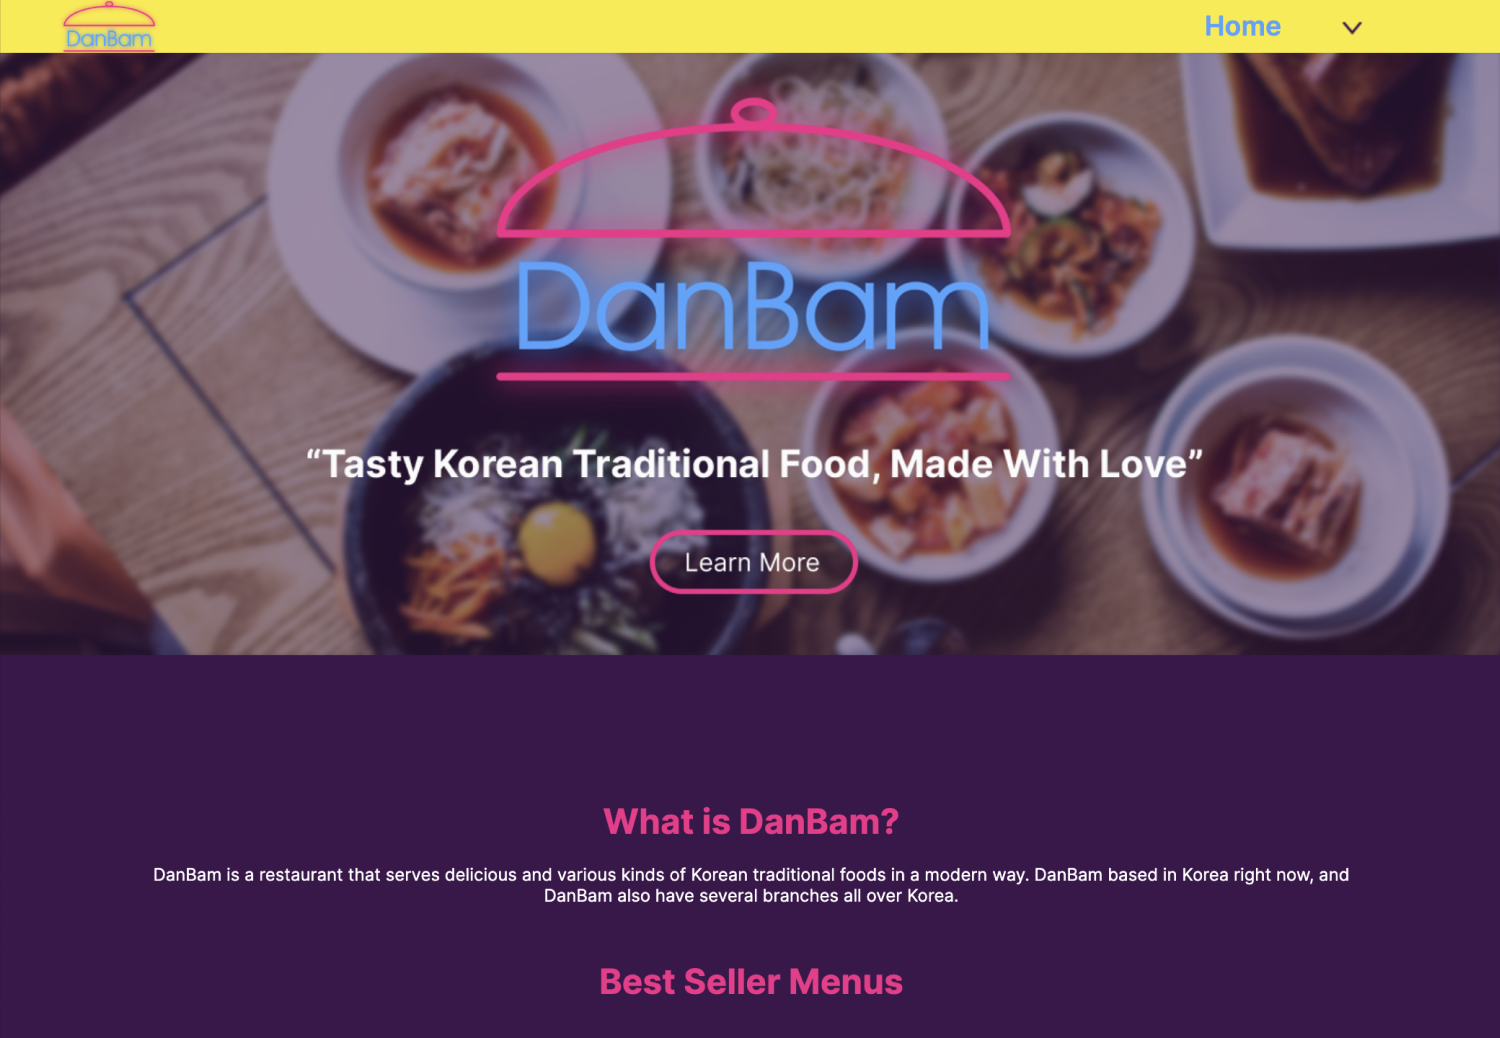 DanBam
Home
DanBam
“Tasty Korean Traditional Food, Made With Love”
Learn More
What is DanBam?
DanBam is a restaurant that serves delicious and various kinds of Korean traditional foods in a modern way. DanBam based in Korea right now, and
DanBam also have several branches all over Korea.
Best Seller Menus